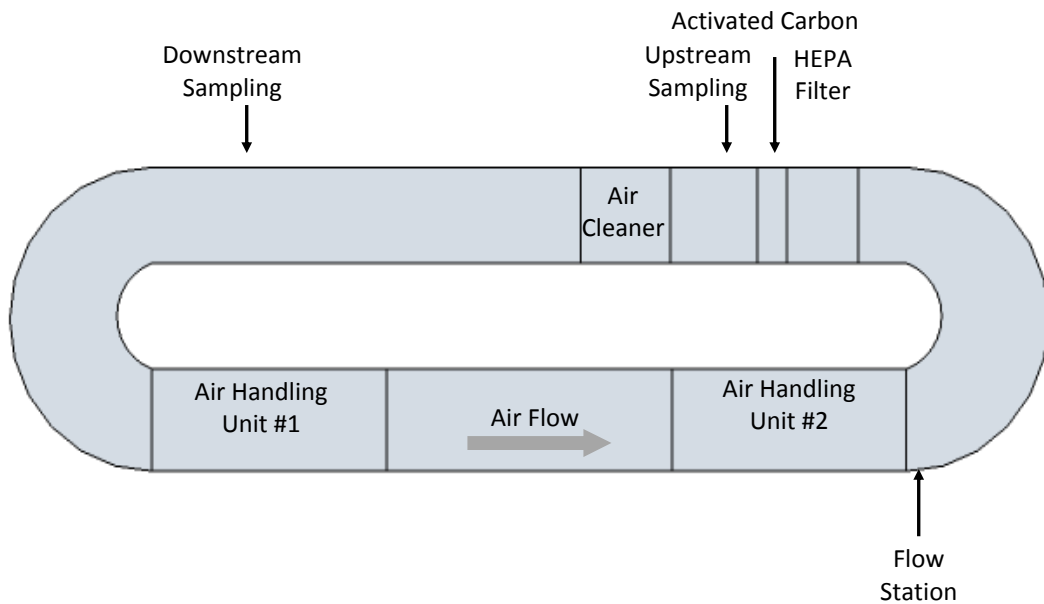 Activated Carbon
Downstream
Sampling
Upstream
Sampling
HEPA
Filter
Air
Cleaner
Air Handling
Unit #1
Air Flow
Air Handling
Unit #2
Flow
Station